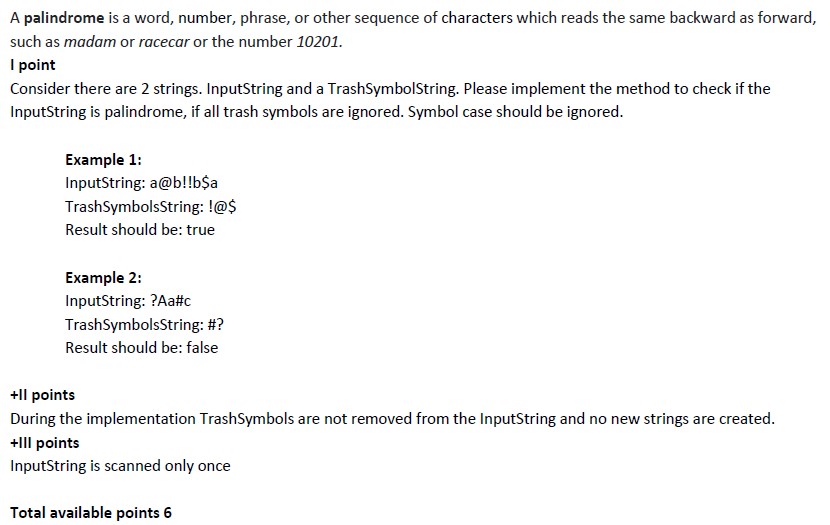 A palindrome is a word, number, phrase, or other sequence of characters which reads the same backward as forward,
such as madam or racecar or the number 10201.
I point
Consider there are 2 strings. InputString and a TrashSymbolString. Please implement the method to check if the
InputString is palindrome, if all trash symbols are ignored. Symbol case should be ignored.
Example 1:
InputString: a@b!!b$a
TrashSymbolsString: !@$
Result should be: true
Example 2:
InputString: ?Aa#c
TrashSymbolsString: #?
Result should be: false
+II points
During the implementation TrashSymbols are not removed from the InputString and no new strings are created.
+III points
InputString is scanned only once
Total available points 6